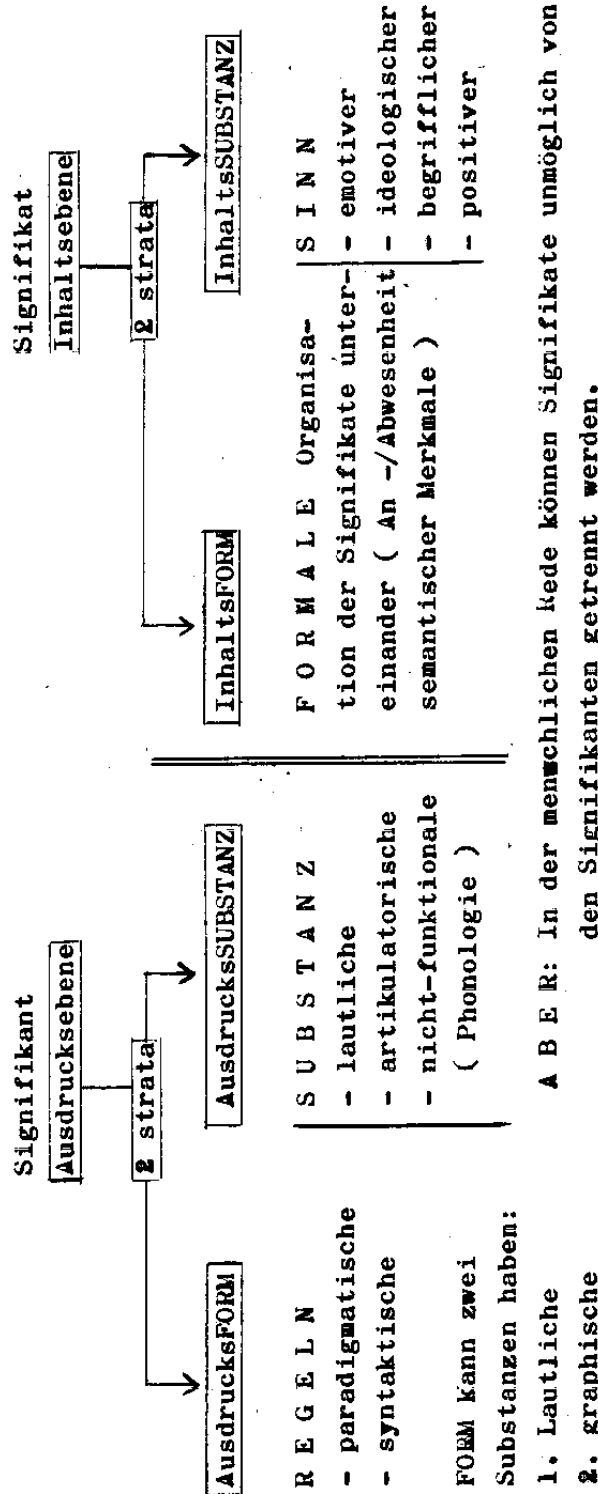 Signifikant
Ausdrucksebene
2 strata
AusdrucksFORM
AusdrucksSUBSTANZ
R E G E L N
- paradigmatische
- syntaktische
FORM kann zwei
Substanzen haben:
1. Lautliche
2. graphische
S U B S T A N Z
- lautliche
- artikulatorische
- nicht-funktionale
( Phonologie )
Signifikat
Inhaltsebene
2 strata
InhaltsFORM
InhaltsSUBSTANZ
F O R M A L E Organisa-
tion der Signifikate unter-
einander ( An -/Abwesenheit
semantischer Merkmale )
S I N N
- emotiver
- ideologischer
- begrifflicher
- positiver
A B E R: In der menschlichen Rede können Signifikate unmöglich von
den Signifikanten getrennt werden.